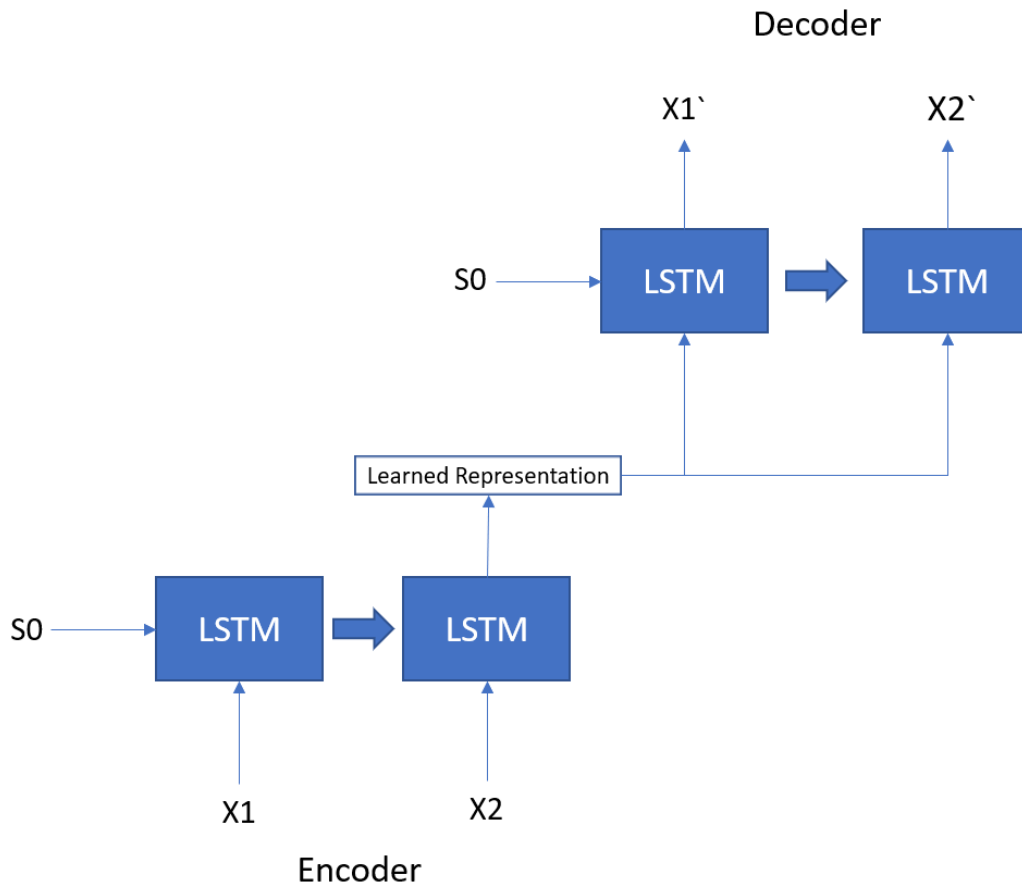 Decoder
X1`
X2`
S0
LSTM
LSTM
Learned Representation
S0
LSTM
LSTM
X1
X2
Encoder